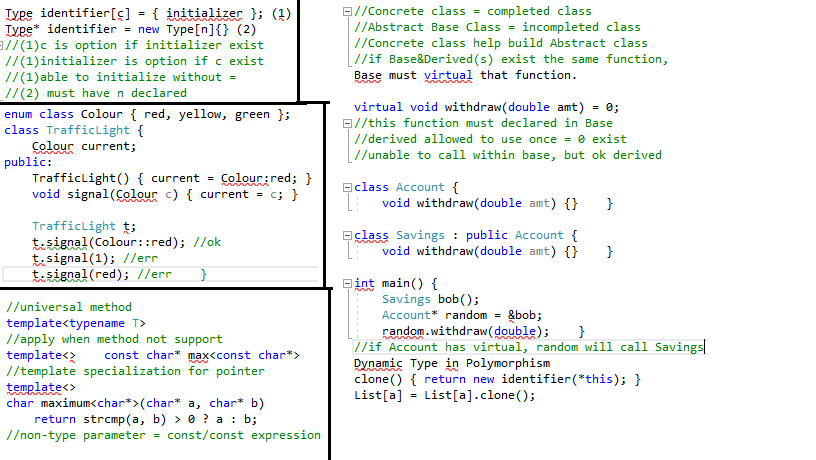 Type identifier[c] = { initializer }; (1)
Type* identifier = new Type[n]{} (2)
//(1)c is option if initializer exist
//(1)initializer is option if c exist
//(1)able to initialize without =
//(2) must have n declared
enum class Colour { red, yellow, green };
class TrafficLight {
Colour current;
public:
TrafficLight() { current = Colour:red; }
void signal(Colour c) { current = c; }
TrafficLight t;
t.signal(Colour::red); //ok
t.signal(1); //err
t.signal(red); //err }
//universal method
template<typename T>
//apply when method not support
template<> const char* max<const char*>
//template specialization for pointer
template<>
char maximum<char*>(char* a, char* b)
return strcmp(a, b) > 0 ? a : b;
//non-type parameter = const/const expression
//Concrete class = completed class
//Abstract Base Class = incompleted class
//Concrete class help build Abstract class
//if Base&Derived(s) exist the same function,
Base must virtual that function.
virtual void withdraw(double amt) = 0;
//this function must declared in Base
//derived allowed to use once = 0 exist
//unable to call within base, but ok derived
class Account {
void withdraw(double amt) {} }
class Savings : public Account {
void withdraw(double amt) {} }
int main() {
Savings bob();
Account* random = &bob;
random.withdraw(double); }
//if Account has virtual, random will call Savings
Dynamic Type in Polymorphism
clone() { return new identifier(*this); }
List[a] = List[a].clone();